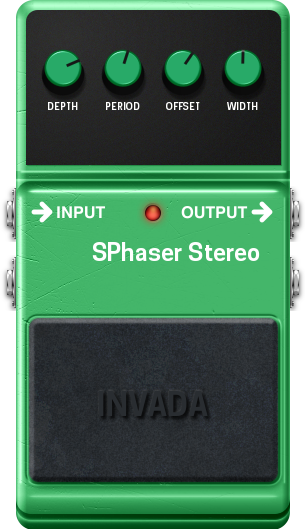 DEPTH PERIOD OFFSET WIDTH
INPUT OUTPUT
SPhaser Stereo
INVADA